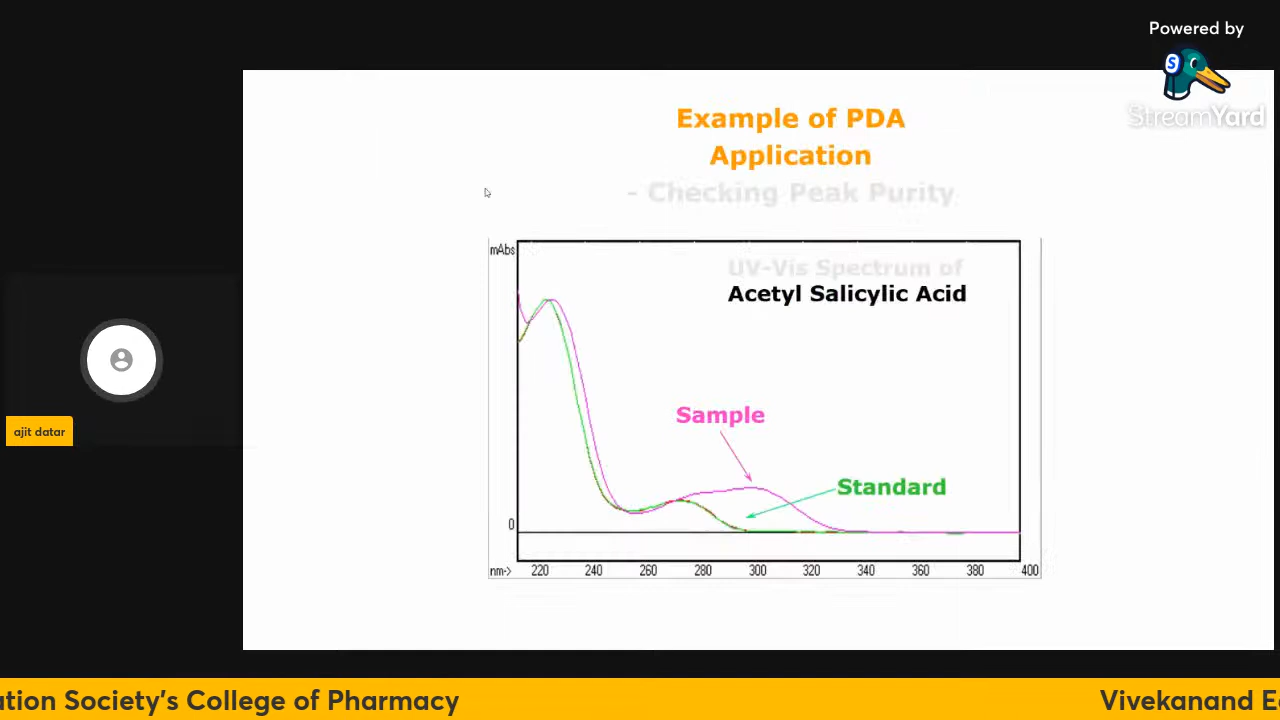 Powered by
StreamYard
Example of PDA
Application
- Checking Peak Purity
mAbs
UV-Vis Spectrum of
Acetyl Salicylic Acid
Sample
Standard
0
nm-> 220 240 260 280 300 320 340 360 380 400
ajit datar
ation Society's College of Pharmacy
Vivekanand E